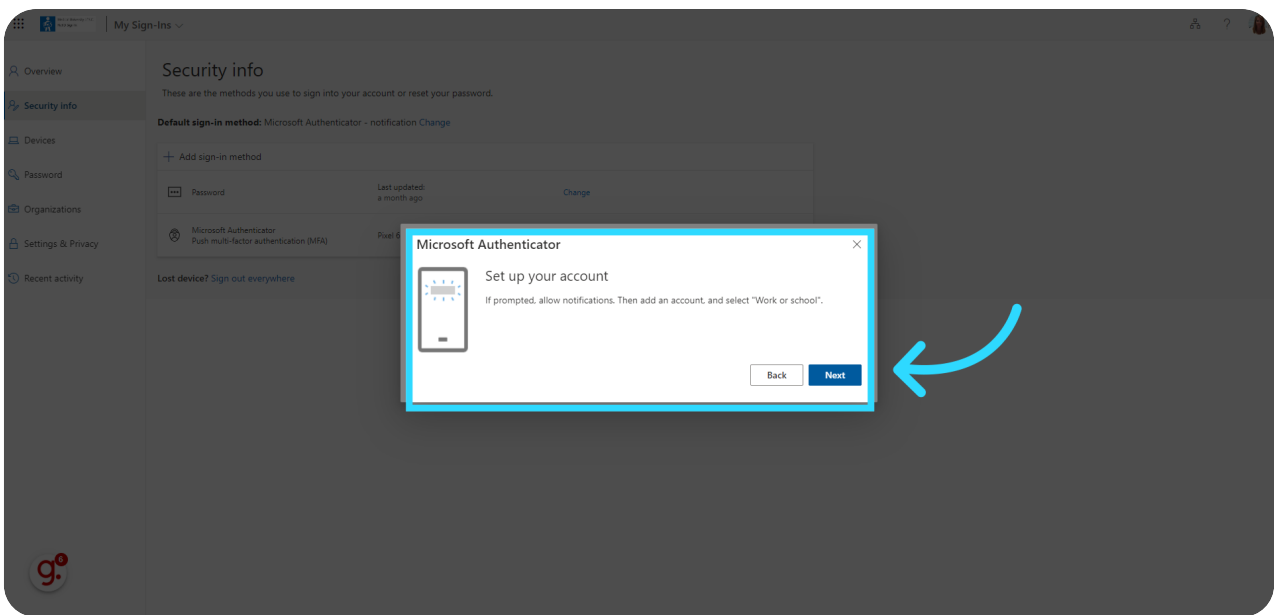 My Sign-Ins
?
Overview
Security info
Devices
Password
Organizations
Settings & Privacy
Recent activity
Security info
These are the methods you use to sign into your account or reset your password.
Default sign-in method: Microsoft Authenticator - notification Change
+ Add sign-in method
Password
Last updated:
a month ago
Change
Microsoft Authenticator
Push multi-factor authentication (MFA)
Pixel 6
Lost device? Sign out everywhere
Microsoft Authenticator
Set up your account
If prompted, allow notifications. Then add an account, and select "Work or school".
Back
Next
g.
6